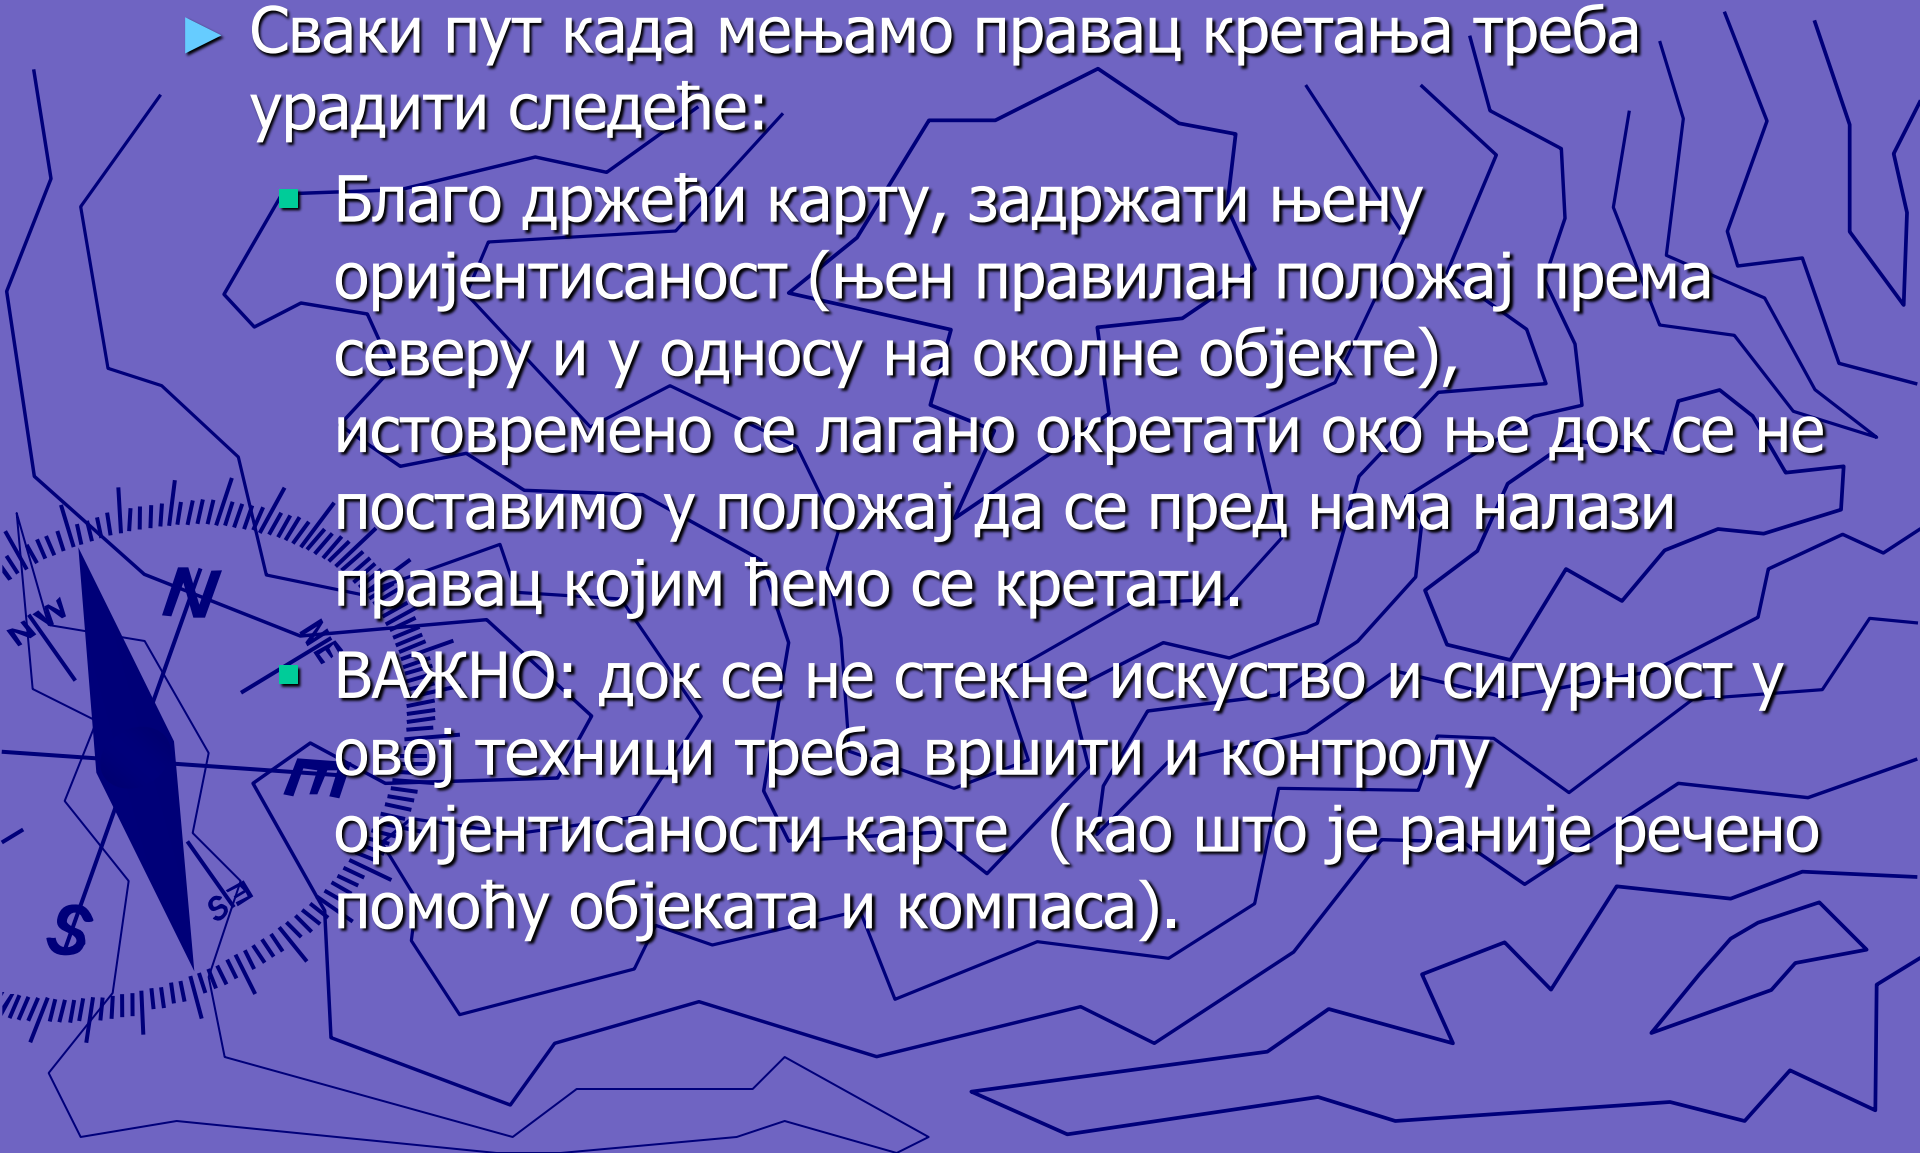 Сваки пут када мењамо правац кретања треба
урадити следеће:
Благо држећи карту, задржати њену
оријентисаност (њен правилан положај према
северу и у односу на околне објекте),
истовремено се лагано окретати око ње док се не
поставимо у положај да се пред нама налази
правац којим ћемо се кретати.
ВАЖНО: док се не стекне искуство и сигурност у
овој техници треба вршити и контролу
оријентисаности карте (као што је раније речено
помоћу објеката и компаса).
N
NW
E
S